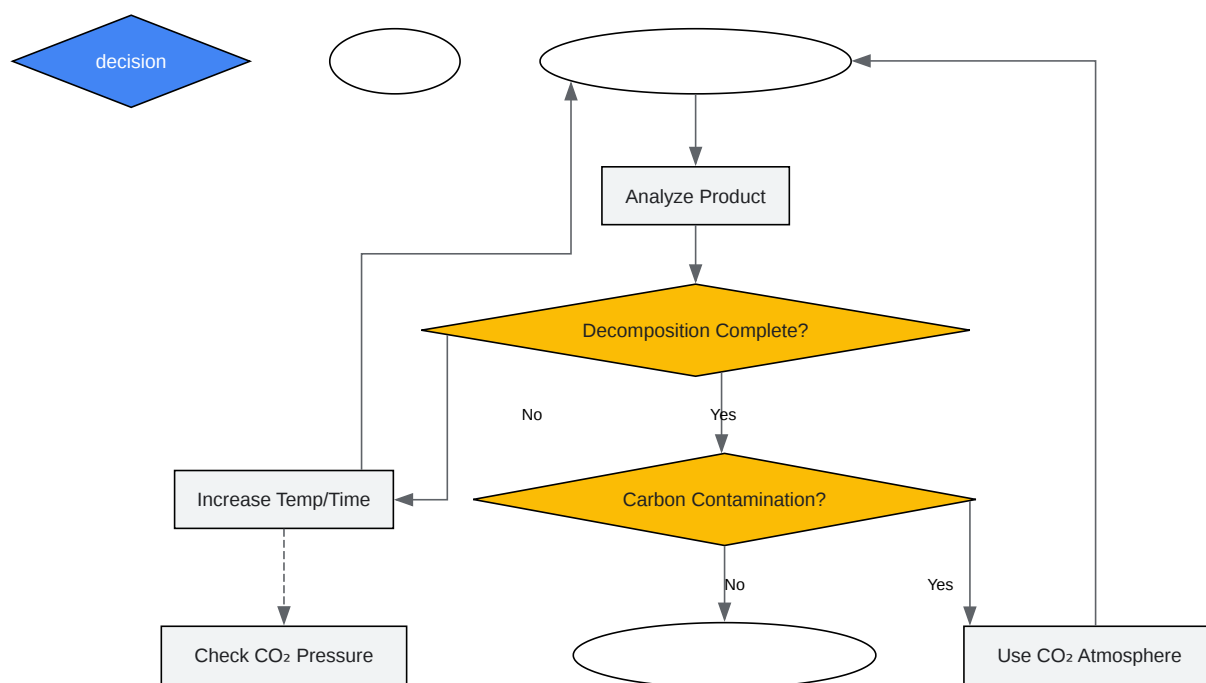 decision
Analyze Product
Decomposition Complete?
No
Yes
Increase Temp/Time
Carbon Contamination?
No
Yes
Check CO₂ Pressure
Use CO₂ Atmosphere